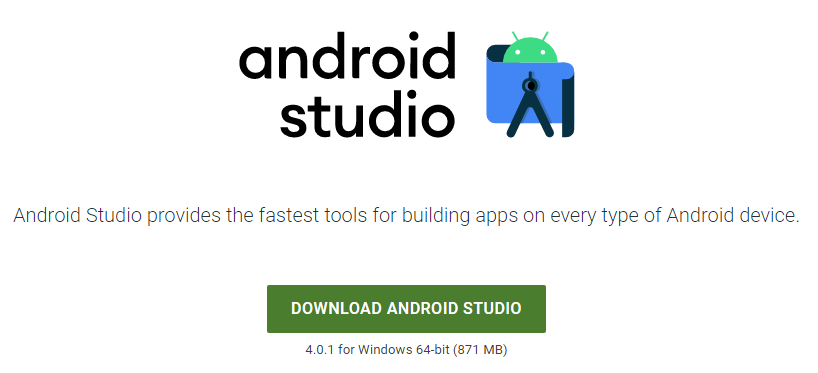 android
studio
Android Studio provides the fastest tools for building apps on every type of Android device.
DOWNLOAD ANDROID STUDIO
4.0.1 for Windows 64-bit (871 MB)